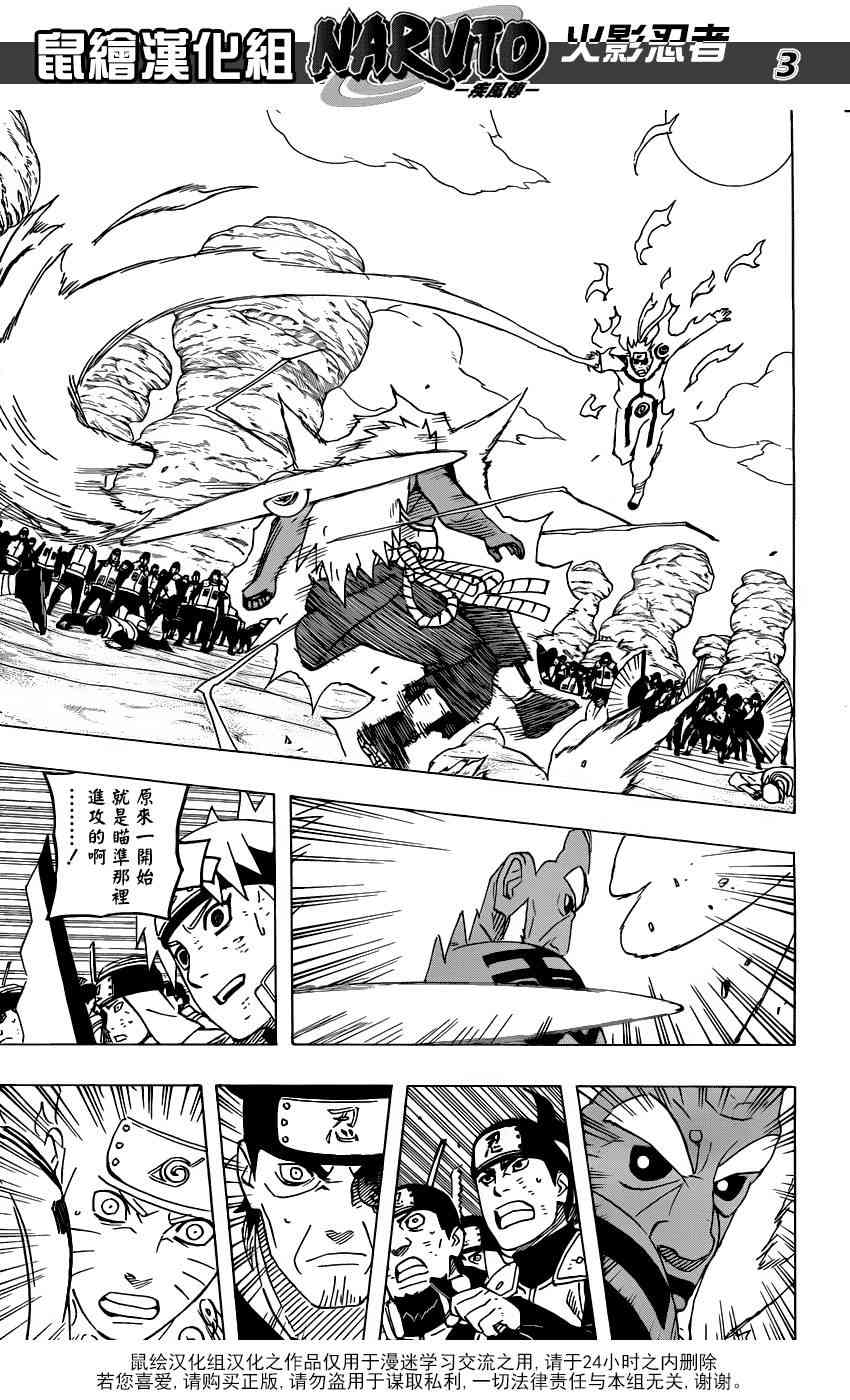 鼠繪漢化組
NARUTO
火影忍者
3
—疾風傳—
原來一開始
就是瞄準那裡
進攻的啊
………!
忍
忍
忍
鼠绘汉化组汉化之作品仅用于漫迷学习交流之用, 请于24小时之内删除
若您喜爱, 请购买正版, 请勿盗用于谋取私利, 一切法律责任与本组无关, 谢谢。